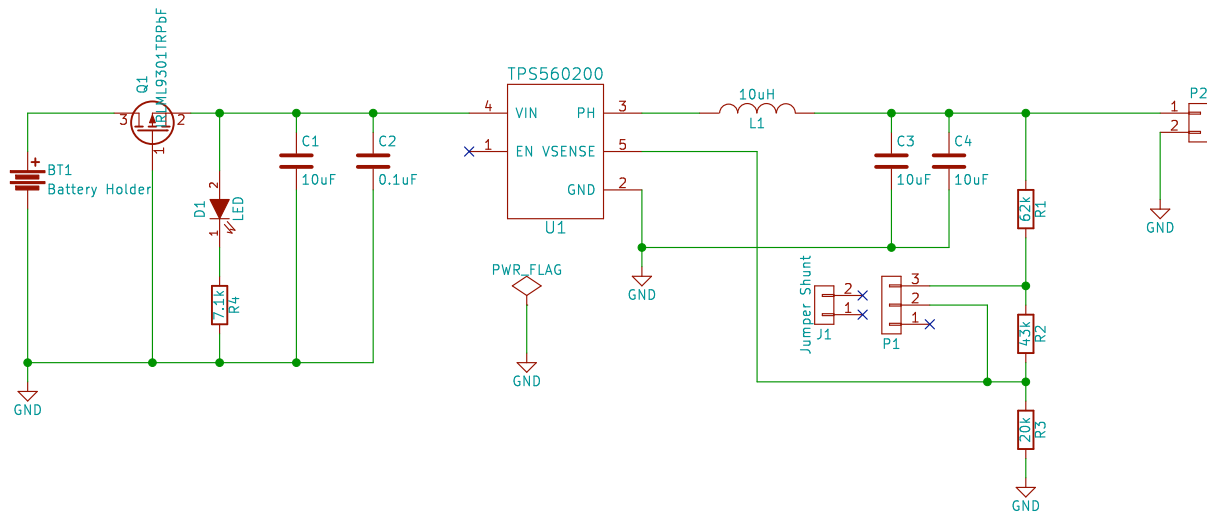 Q1
IRLML9301TRPbF
3
2
1
BT1
Battery Holder
+
GND
2
D1
LED
1
7.1k
R4
C1
10uF
C2
0.1uF
TPS560200
4
VIN
PH
3
1
EN
VSENSE
5
GND
2
U1
PWR_FLAG
GND
10uH
L1
GND
C3
10uF
C4
10uF
Jumper Shunt
2
1
J1
3
2
1
P1
62k
R1
43k
R2
20k
R3
GND
P2
1
2
GND